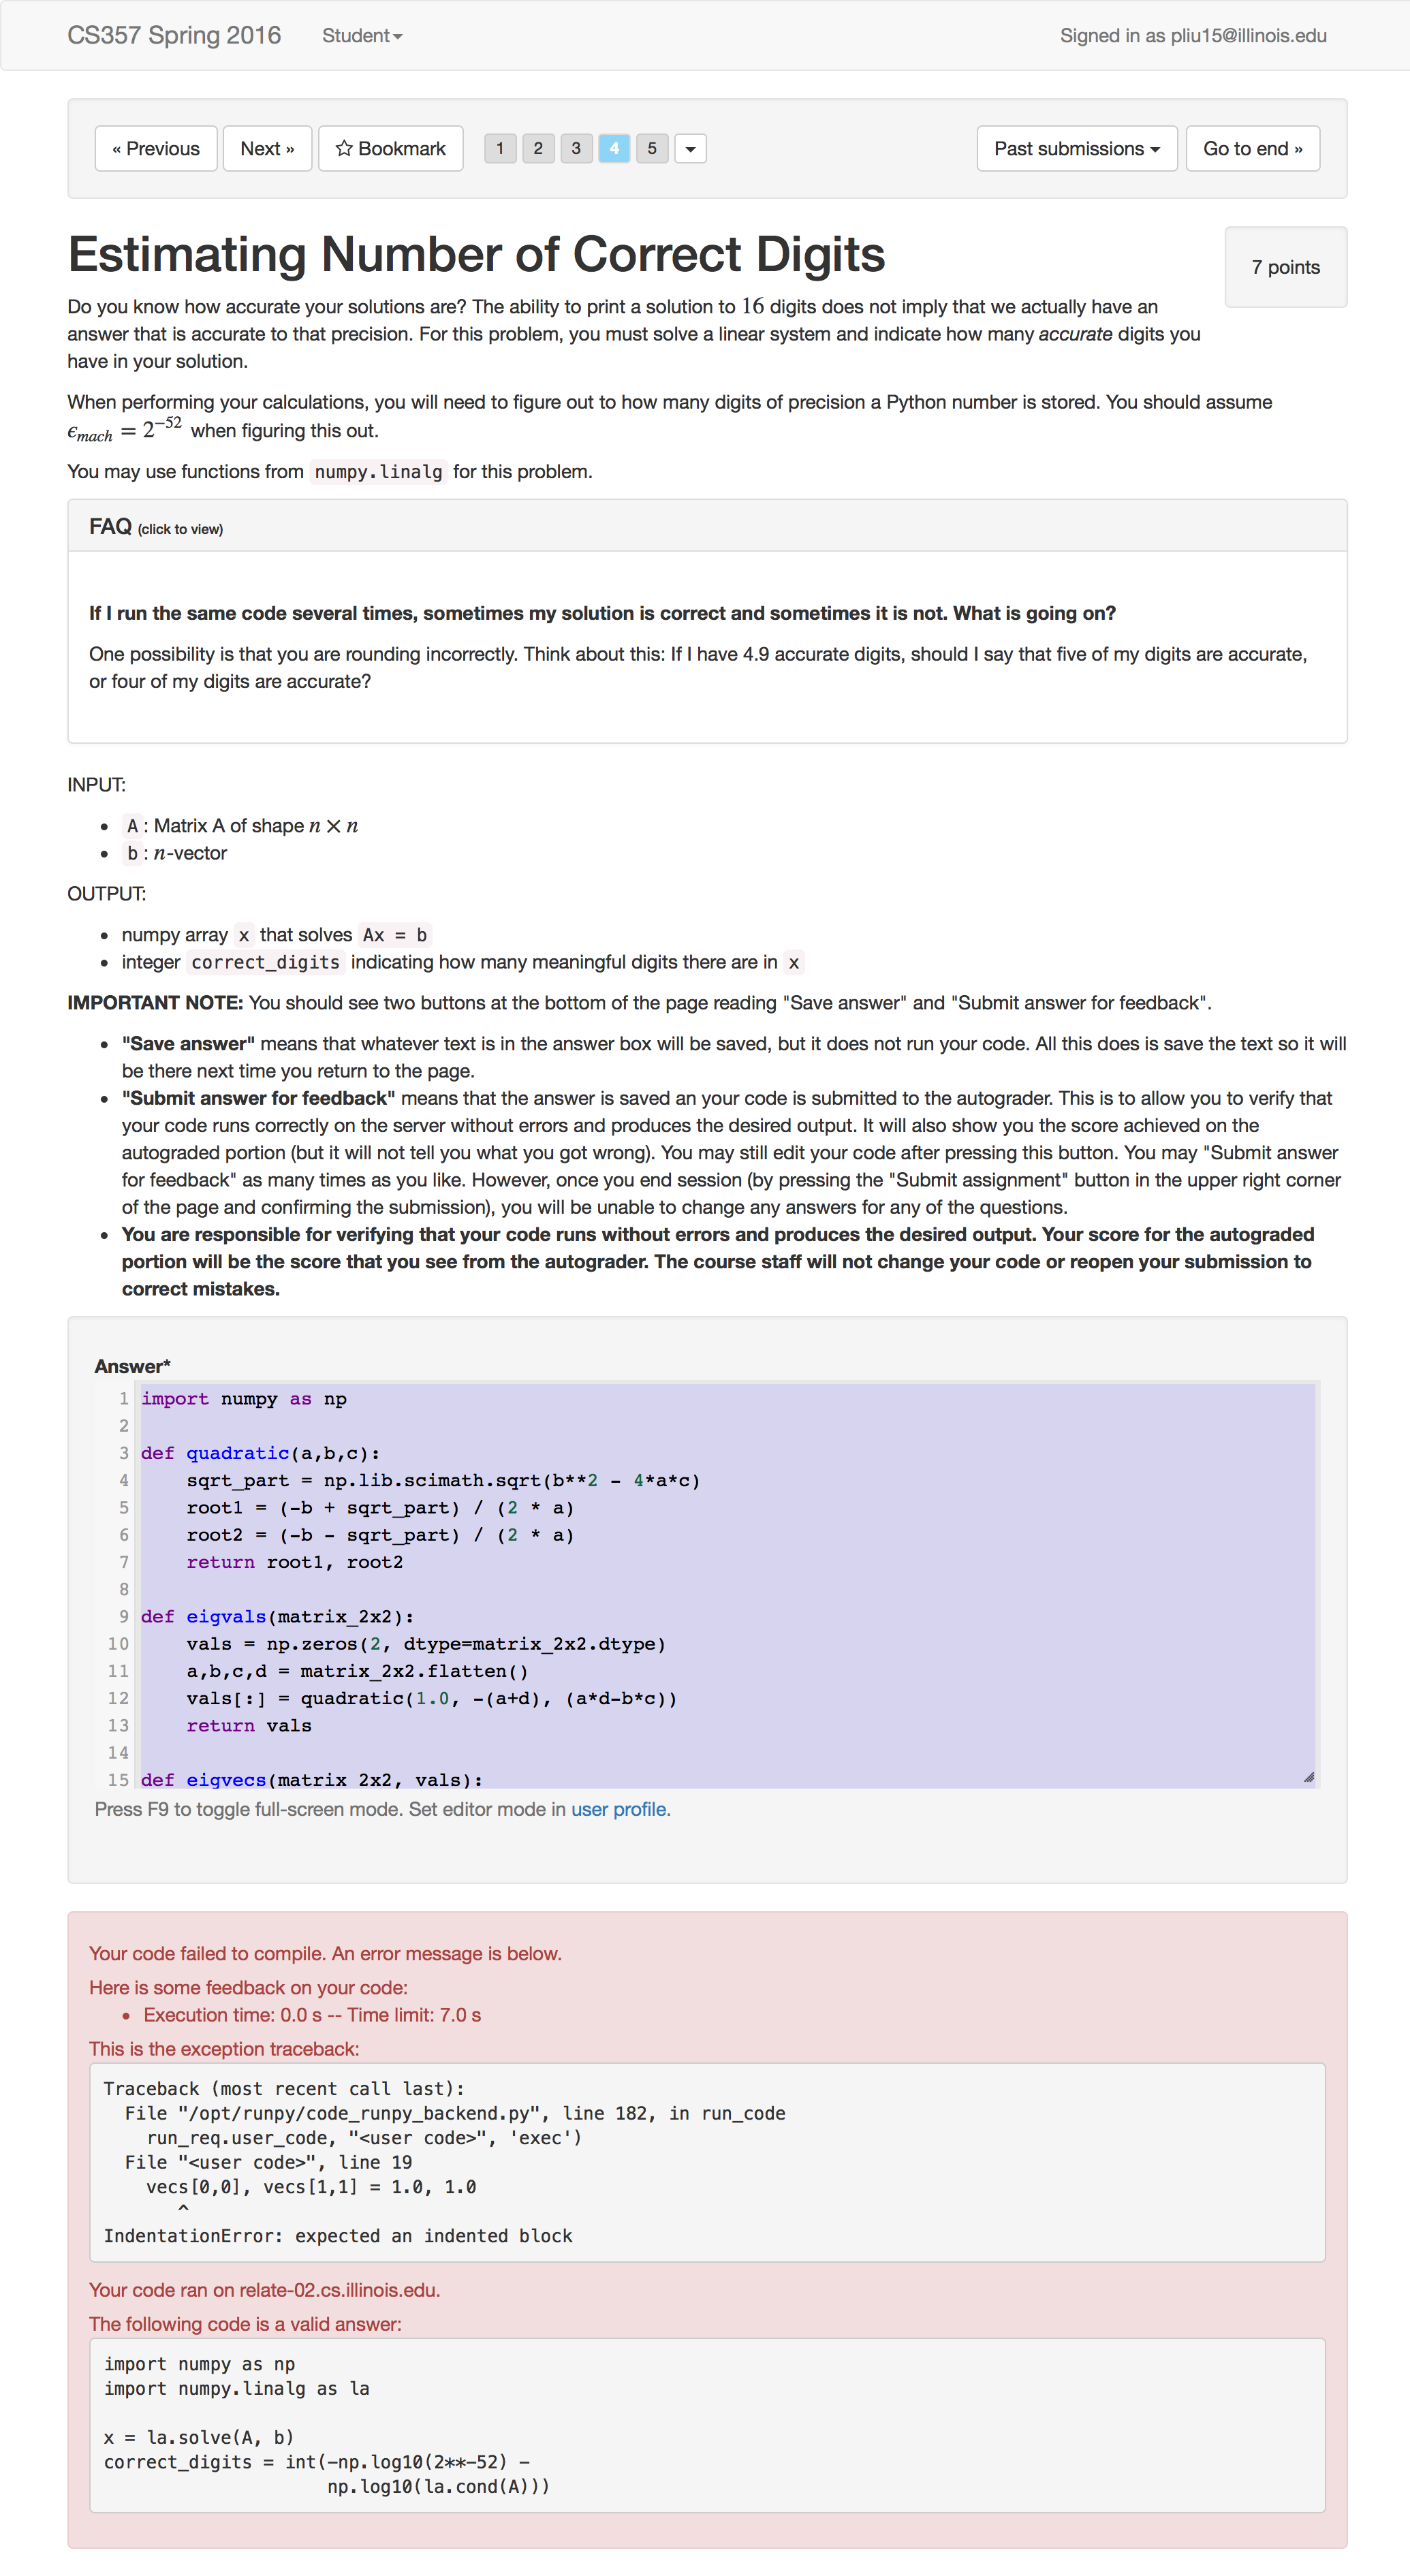 CS357 Spring 2016 Student Signed in as pliu15@illinois.edu
« Previous Next » Bookmark 1 2 3 4 5 Past submissions Go to end »
Estimating Number of Correct Digits
7 points
Do you know how accurate your solutions are? The ability to print a solution to 16 digits does not imply that we actually have an
answer that is accurate to that precision. For this problem, you must solve a linear system and indicate how many accurate digits you
have in your solution.
When performing your calculations, you will need to figure out to how many digits of precision a Python number is stored. You should assume
ϵmach = 2−52 when figuring this out.
You may use functions from numpy.linalg for this problem.
FAQ (click to view)
If I run the same code several times, sometimes my solution is correct and sometimes it is not. What is going on?
One possibility is that you are rounding incorrectly. Think about this: If I have 4.9 accurate digits, should I say that five of my digits are accurate,
or four of my digits are accurate?
INPUT:
• A : Matrix A of shape n × n
• b : n-vector
OUTPUT:
• numpy array x that solves Ax = b
• integer correct_digits indicating how many meaningful digits there are in x
IMPORTANT NOTE: You should see two buttons at the bottom of the page reading "Save answer" and "Submit answer for feedback".
• "Save answer" means that whatever text is in the answer box will be saved, but it does not run your code. All this does is save the text so it will
be there next time you return to the page.
• "Submit answer for feedback" means that the answer is saved an your code is submitted to the autograder. This is to allow you to verify that
your code runs correctly on the server without errors and produces the desired output. It will also show you the score achieved on the
autograded portion (but it will not tell you what you got wrong). You may still edit your code after pressing this button. You may "Submit answer
for feedback" as many times as you like. However, once you end session (by pressing the "Submit assignment" button in the upper right corner
of the page and confirming the submission), you will be unable to change any answers for any of the questions.
• You are responsible for verifying that your code runs without errors and produces the desired output. Your score for the autograded
portion will be the score that you see from the autograder. The course staff will not change your code or reopen your submission to
correct mistakes.
Answer*
1 import numpy as np
2
3 def quadratic(a,b,c):
4 sqrt_part = np.lib.scimath.sqrt(b**2 - 4*a*c)
5 root1 = (-b + sqrt_part) / (2 * a)
6 root2 = (-b - sqrt_part) / (2 * a)
7 return root1, root2
8
9 def eigvals(matrix_2x2):
10 vals = np.zeros(2, dtype=matrix_2x2.dtype)
11 a,b,c,d = matrix_2x2.flatten()
12 vals[:] = quadratic(1.0, -(a+d), (a*d-b*c))
13 return vals
14
15 def eigvecs(matrix_2x2, vals):
Press F9 to toggle full-screen mode. Set editor mode in user profile.
Your code failed to compile. An error message is below.
Here is some feedback on your code:
• Execution time: 0.0 s -- Time limit: 7.0 s
This is the exception traceback:
Traceback (most recent call last):
File "/opt/runpy/code_runpy_backend.py", line 182, in run_code
run_req.user_code, "<user code>", 'exec')
File "<user code>", line 19
vecs[0,0], vecs[1,1] = 1.0, 1.0
^
IndentationError: expected an indented block
Your code ran on relate-02.cs.illinois.edu.
The following code is a valid answer:
import numpy as np
import numpy.linalg as la
x = la.solve(A, b)
correct_digits = int(-np.log10(2**-52) -
np.log10(la.cond(A)))